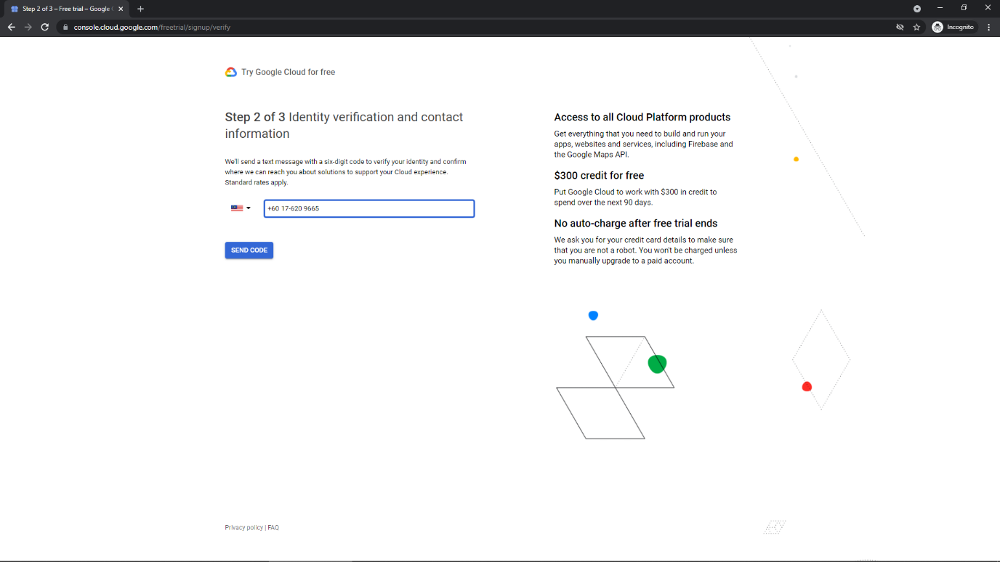 Step 2 of 3 – Free trial – Google
console.cloud.google.com/freetrial/signup/verify
Incognito
Try Google Cloud for free
Step 2 of 3 Identity verification and contact
information
We'll send a text message with a six-digit code to verify your identity and confirm
where we can reach you about solutions to support your Cloud experience.
Standard rates apply.
+60 17-620 9665
SEND CODE
Access to all Cloud Platform products
Get everything that you need to build and run your
apps, websites and services, including Firebase and
the Google Maps API.
$300 credit for free
Put Google Cloud to work with $300 in credit to
spend over the next 90 days.
No auto-charge after free trial ends
We ask you for your credit card details to make sure
that you are not a robot. You won't be charged unless
you manually upgrade to a paid account.
Privacy policy | FAQ